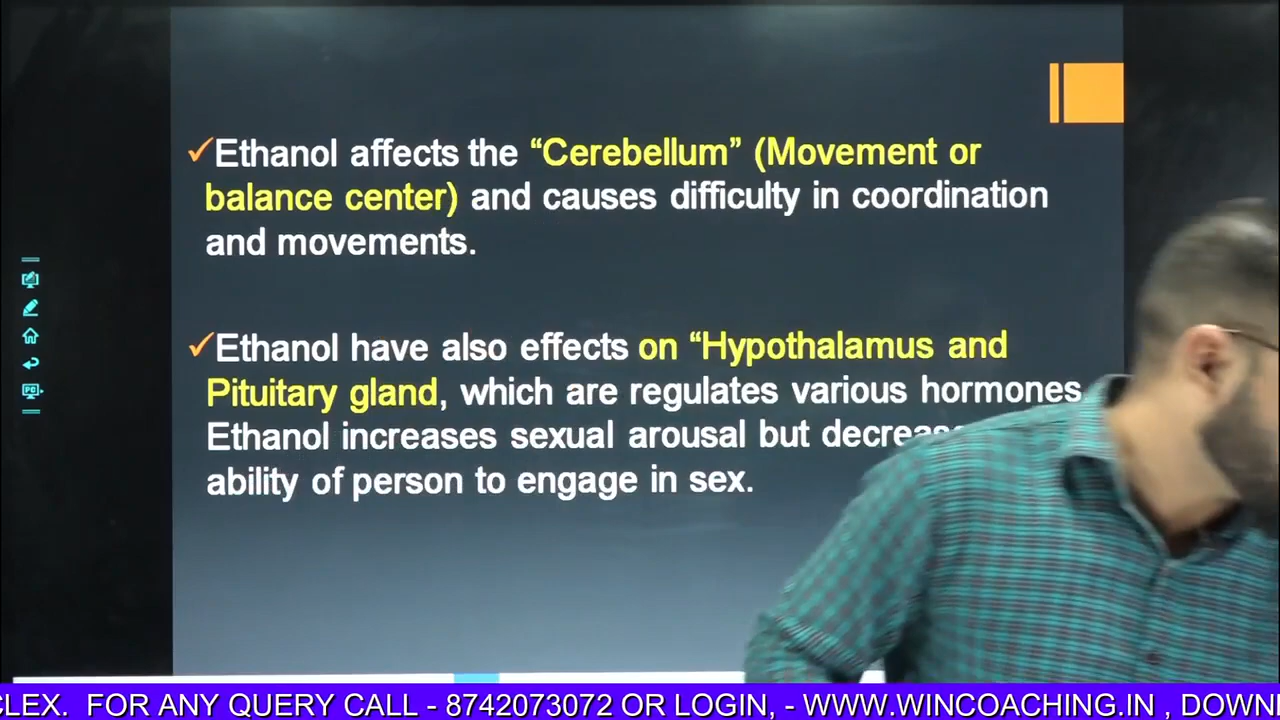 ✓Ethanol affects the “Cerebellum” (Movement or
balance center) and causes difficulty in coordination
and movements.
✓Ethanol have also effects on “Hypothalamus and
Pituitary gland, which are regulates various hormones
Ethanol increases sexual arousal but
ability of person to engage in sex.
PC
FOR ANY QUERY CALL - 8742073072 OR LOGIN, - WWW.WINCOACHING.IN ,